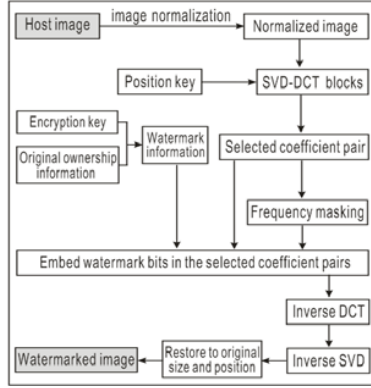 Host image
image normalization
Normalized image
Position key
SVD-DCT blocks
Encryption key
Original ownership
information
Watermark
information
Selected coefficient pair
Frequency masking
Embed watermark bits in the selected coefficient pairs
Inverse DCT
Watermarked image
Restore to original
size and position
Inverse SVD